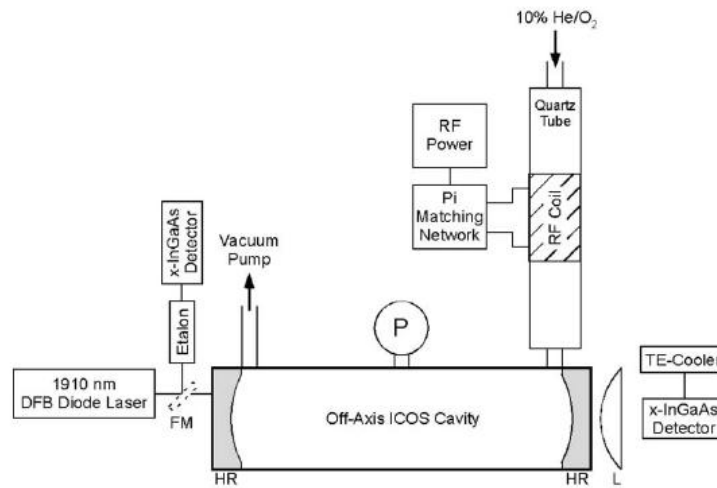 10% He/O₂
Quartz
Tube
RF
Power
Pi
Matching
Network
RF Coil
x-InGaAs
Detector
Vacuum
Pump
Etalon
P
1910 nm
DFB Diode Laser
FM
Off-Axis ICOS Cavity
TE-Cooler
x-InGaAs
Detector
HR
HR
L